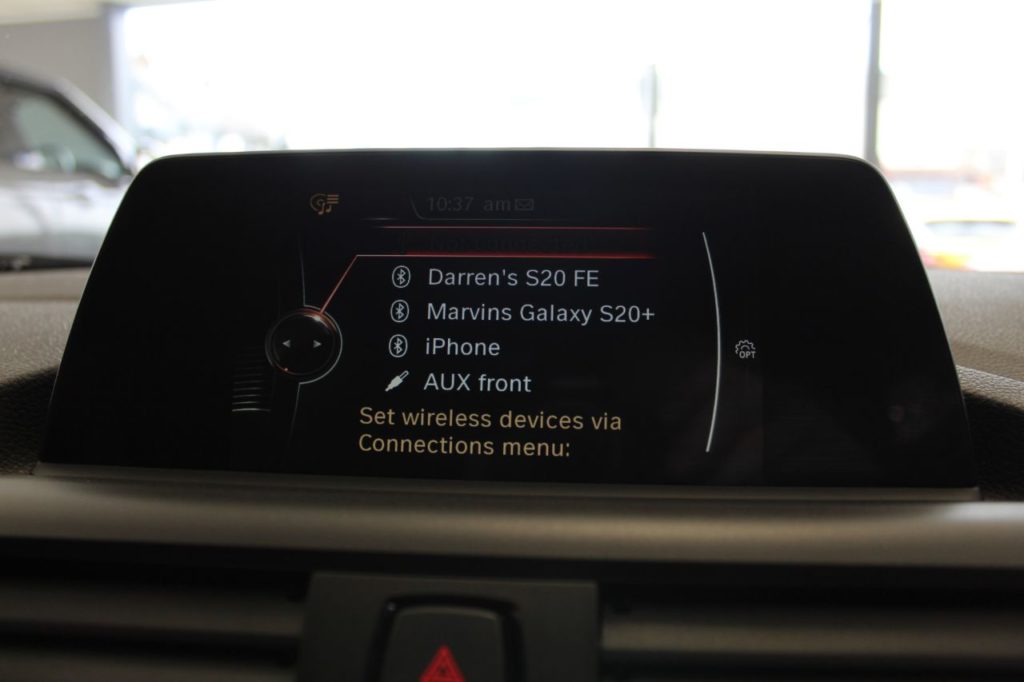 10:37 am
Darren's S20 FE
Marvins Galaxy S20+
iPhone
AUX front
Set wireless devices via
Connections menu:
OPT